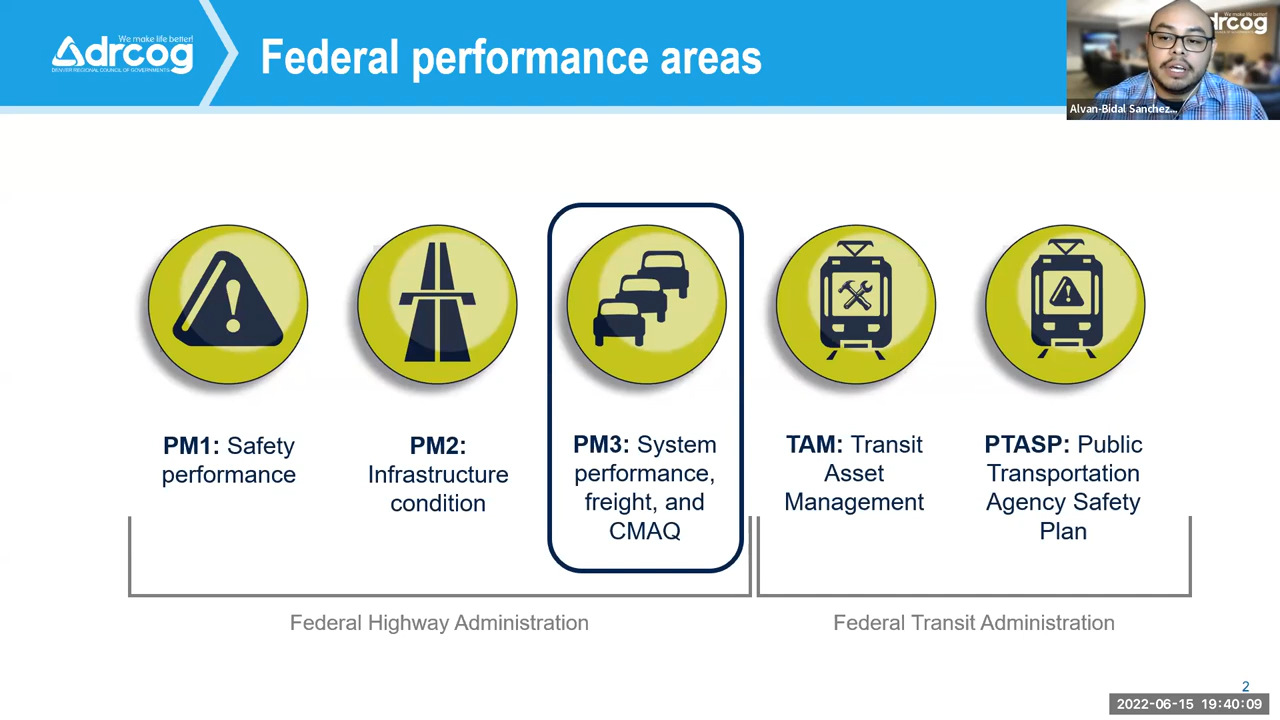 We make life better!
drcog
DENVER REGIONAL COUNCIL OF GOVERNMENTS
Federal performance areas
We make life better!
drcog
Alvan-Bidal Sanchez...
PM1: Safety
performance
PM2:
Infrastructure
condition
PM3: System
performance,
freight, and
CMAQ
TAM: Transit
Asset
Management
PTASP: Public
Transportation
Agency Safety
Plan
Federal Highway Administration
Federal Transit Administration
2
2022-06-15 19:40:09